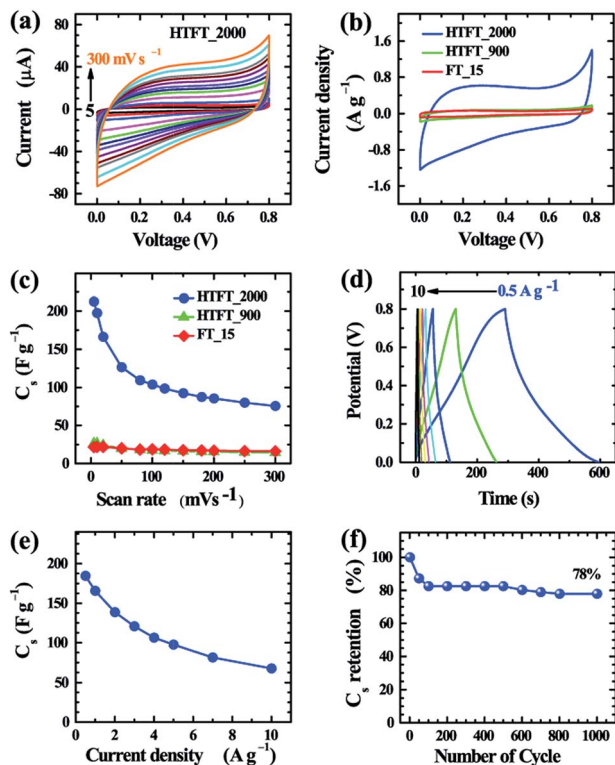 (a)
HTFT_2000
300 mV s⁻¹
5
Current (μA)
80
40
0
-40
-80
0.0 0.2 0.4 0.6 0.8
Voltage (V)
(b)
HTFT_2000
HTFT_900
FT_15
Current density
(A g⁻¹)
1.6
0.8
0.0
-0.8
-1.6
0.0 0.2 0.4 0.6 0.8
Voltage (V)
(c)
HTFT_2000
HTFT_900
FT_15
Cₛ (F g⁻¹)
200
150
100
50
0
0 100 200 300
Scan rate (mVs⁻¹)
(d)
10
0.5 A g⁻¹
Potential (V)
1.2
0.8
0.4
0.0
0 200 400 600
Time (s)
(e)
Cₛ (F g⁻¹)
200
150
100
50
0
0 2 4 6 8 10
Current density (A g⁻¹)
(f)
78%
Cₛ retention (%)
100
80
60
40
20
0
0 200 400 600 800 1000
Number of Cycle